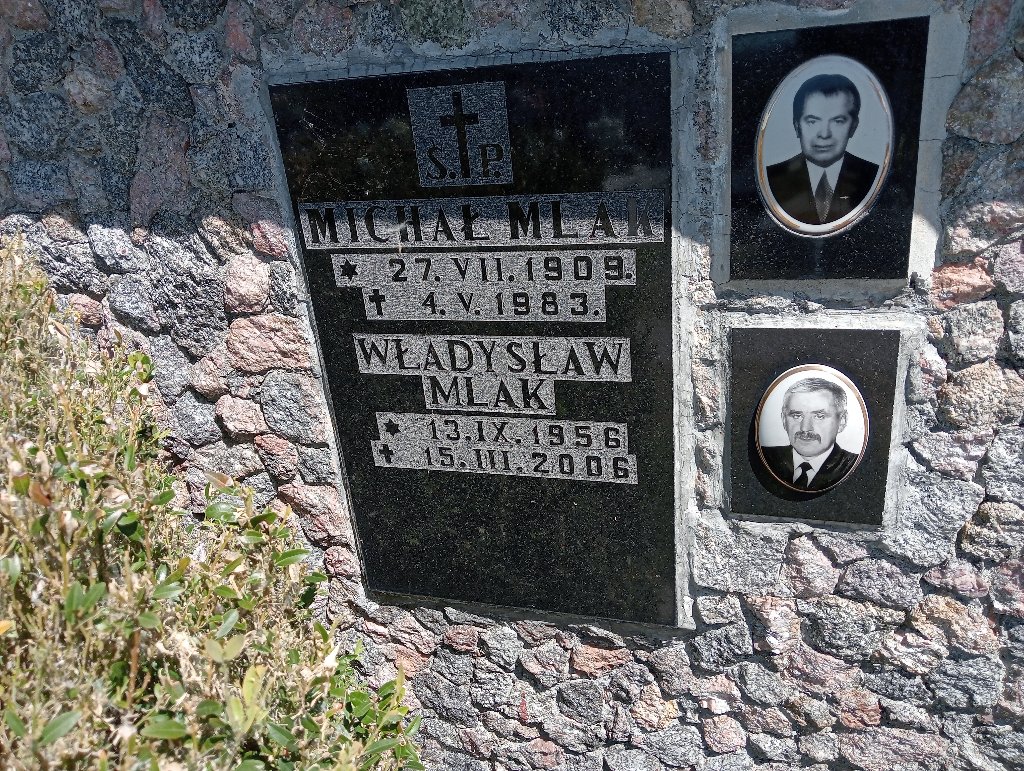 Ś.P.
MICHAŁ MLAK
* 27.VII.1909.
✝ 4.V.1983.
WŁADYSŁAW
MLAK
* 13.IX.1956
✝ 15.III.2006